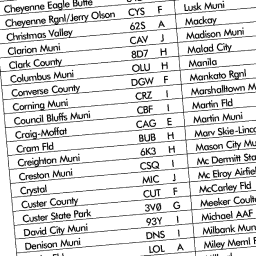 Cheyenne Eagle Butte
Cheyenne Rgnl/Jerry Olson CYS F Lusk Muni
Christmas Valley 62S A Mackay
Clarion Muni CAV J Madison Muni
Clark County 8D7 H Malad City
Columbus Muni OLU H Manila
Converse County DGW F Mankato Rgnl
Corning Muni CRZ I Marshalltown M
Council Bluffs Muni CBF I Martin Fld
Craig-Moffat CAG E Martin Muni
Cram Fld BUB H Marv Skie-Linco
Creighton Muni 6K3 H Mason City Mu
Creston Muni CSQ I Mc Dermitt Sta
Crystal MIC J Mc Elroy Airfie
Custer County CUT F McCarley Fld
Custer State Park 3V0 G Meeker Coulte
David City Muni 93Y I Michael AAF
Denison Muni DNS I Milbank Muni
LOL A Miley Meml F